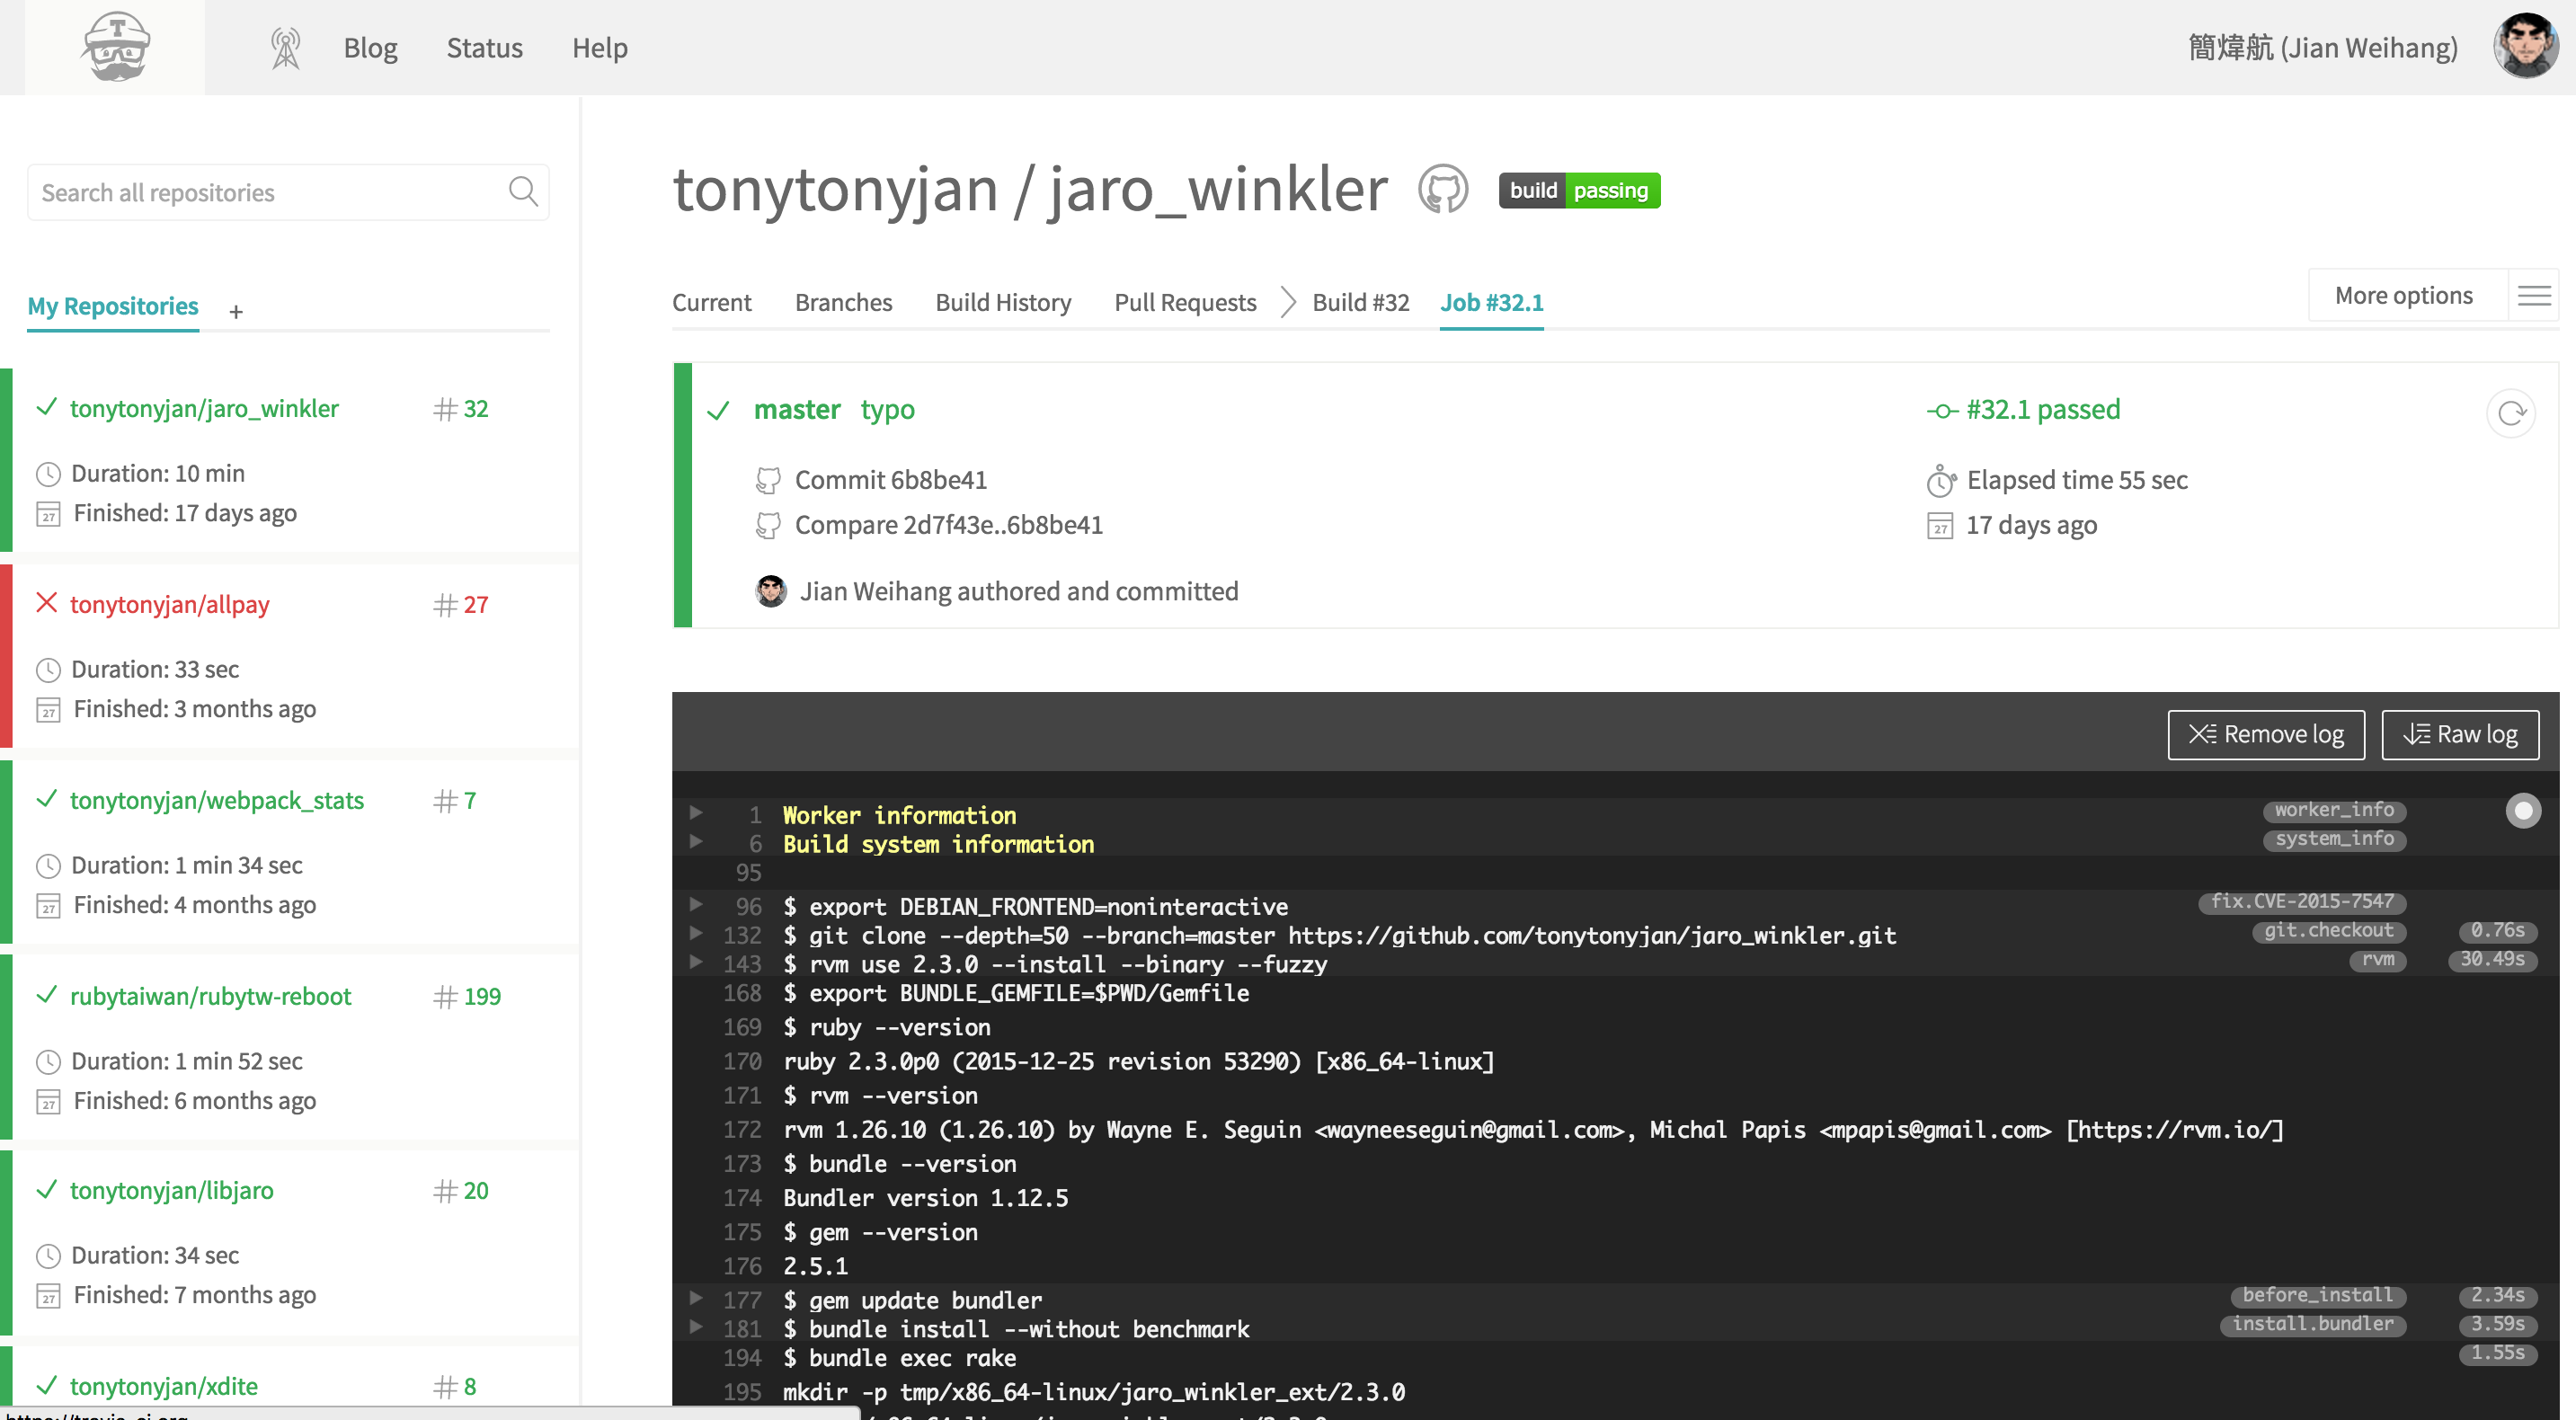 Blog Status Help 簡煒航 (Jian Weihang)
Search all repositories
My Repositories +
tonytonyjan/jaro_winkler # 32
Duration: 10 min
Finished: 17 days ago
tonytonyjan/allpay # 27
Duration: 33 sec
Finished: 3 months ago
tonytonyjan/webpack_stats # 7
Duration: 1 min 34 sec
Finished: 4 months ago
rubytaiwan/rubytw-reboot # 199
Duration: 1 min 52 sec
Finished: 6 months ago
tonytonyjan/libjaro # 20
Duration: 34 sec
Finished: 7 months ago
tonytonyjan/xdite # 8
tonytonyjan / jaro_winkler build passing
Current Branches Build History Pull Requests Build #32 Job #32.1 More options
master typo #32.1 passed
Commit 6b8be41 Elapsed time 55 sec
Compare 2d7f43e..6b8be41 17 days ago
Jian Weihang authored and committed
Remove log Raw log
1 Worker information worker_info
6 Build system information system_info
95
96 $ export DEBIAN_FRONTEND=noninteractive fix.CVE-2015-7547
132 $ git clone --depth=50 --branch=master https://github.com/tonytonyjan/jaro_winkler.git git.checkout 0.76s
143 $ rvm use 2.3.0 --install --binary --fuzzy rvm 30.49s
168 $ export BUNDLE_GEMFILE=$PWD/Gemfile
169 $ ruby --version
170 ruby 2.3.0p0 (2015-12-25 revision 53290) [x86_64-linux]
171 $ rvm --version
172 rvm 1.26.10 (1.26.10) by Wayne E. Seguin <wayneeseguin@gmail.com>, Michal Papis <mpapis@gmail.com> [https://rvm.io/]
173 $ bundle --version
174 Bundler version 1.12.5
175 $ gem --version
176 2.5.1
177 $ gem update bundler before_install 2.34s
181 $ bundle install --without benchmark install.bundler 3.59s
194 $ bundle exec rake 1.55s
195 mkdir -p tmp/x86_64-linux/jaro_winkler_ext/2.3.0